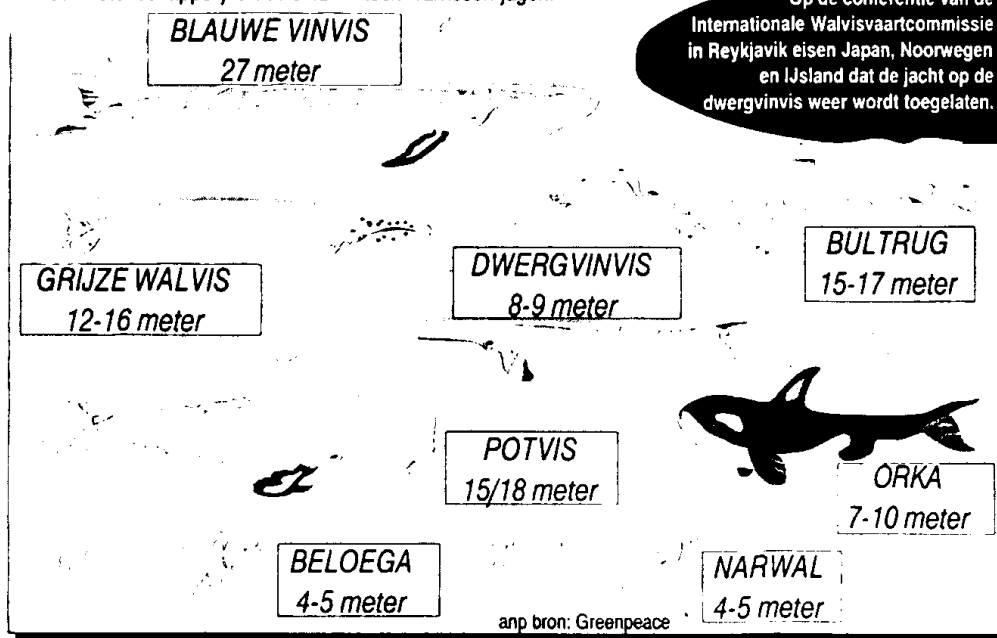 jagen.
Op de conferentie van de
Internationale Walvisvaartcommissie
in Reykjavik eisen Japan, Noorwegen
en IJsland dat de jacht op de
dwergvinvis weer wordt toegelaten.
BLAUWE VINVIS
27 meter
GRIJZE WALVIS
12-16 meter
DWERGVINVIS
8-9 meter
BULTRUG
15-17 meter
POTVIS
15/18 meter
ORKA
7-10 meter
BELOEGA
4-5 meter
NARWAL
4-5 meter
anp bron: Greenpeace